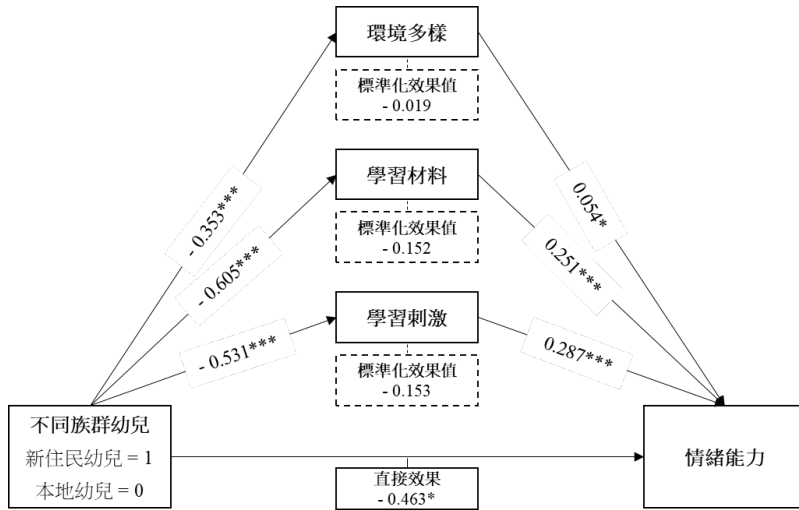 環境多樣
標準化效果值
- 0.019
學習材料
標準化效果值
- 0.152
學習刺激
標準化效果值
- 0.153
- 0.353***
- 0.605***
- 0.531***
0.054*
0.251***
0.287***
不同族群幼兒
新住民幼兒 = 1
本地幼兒 = 0
直接效果
- 0.463*
情緒能力